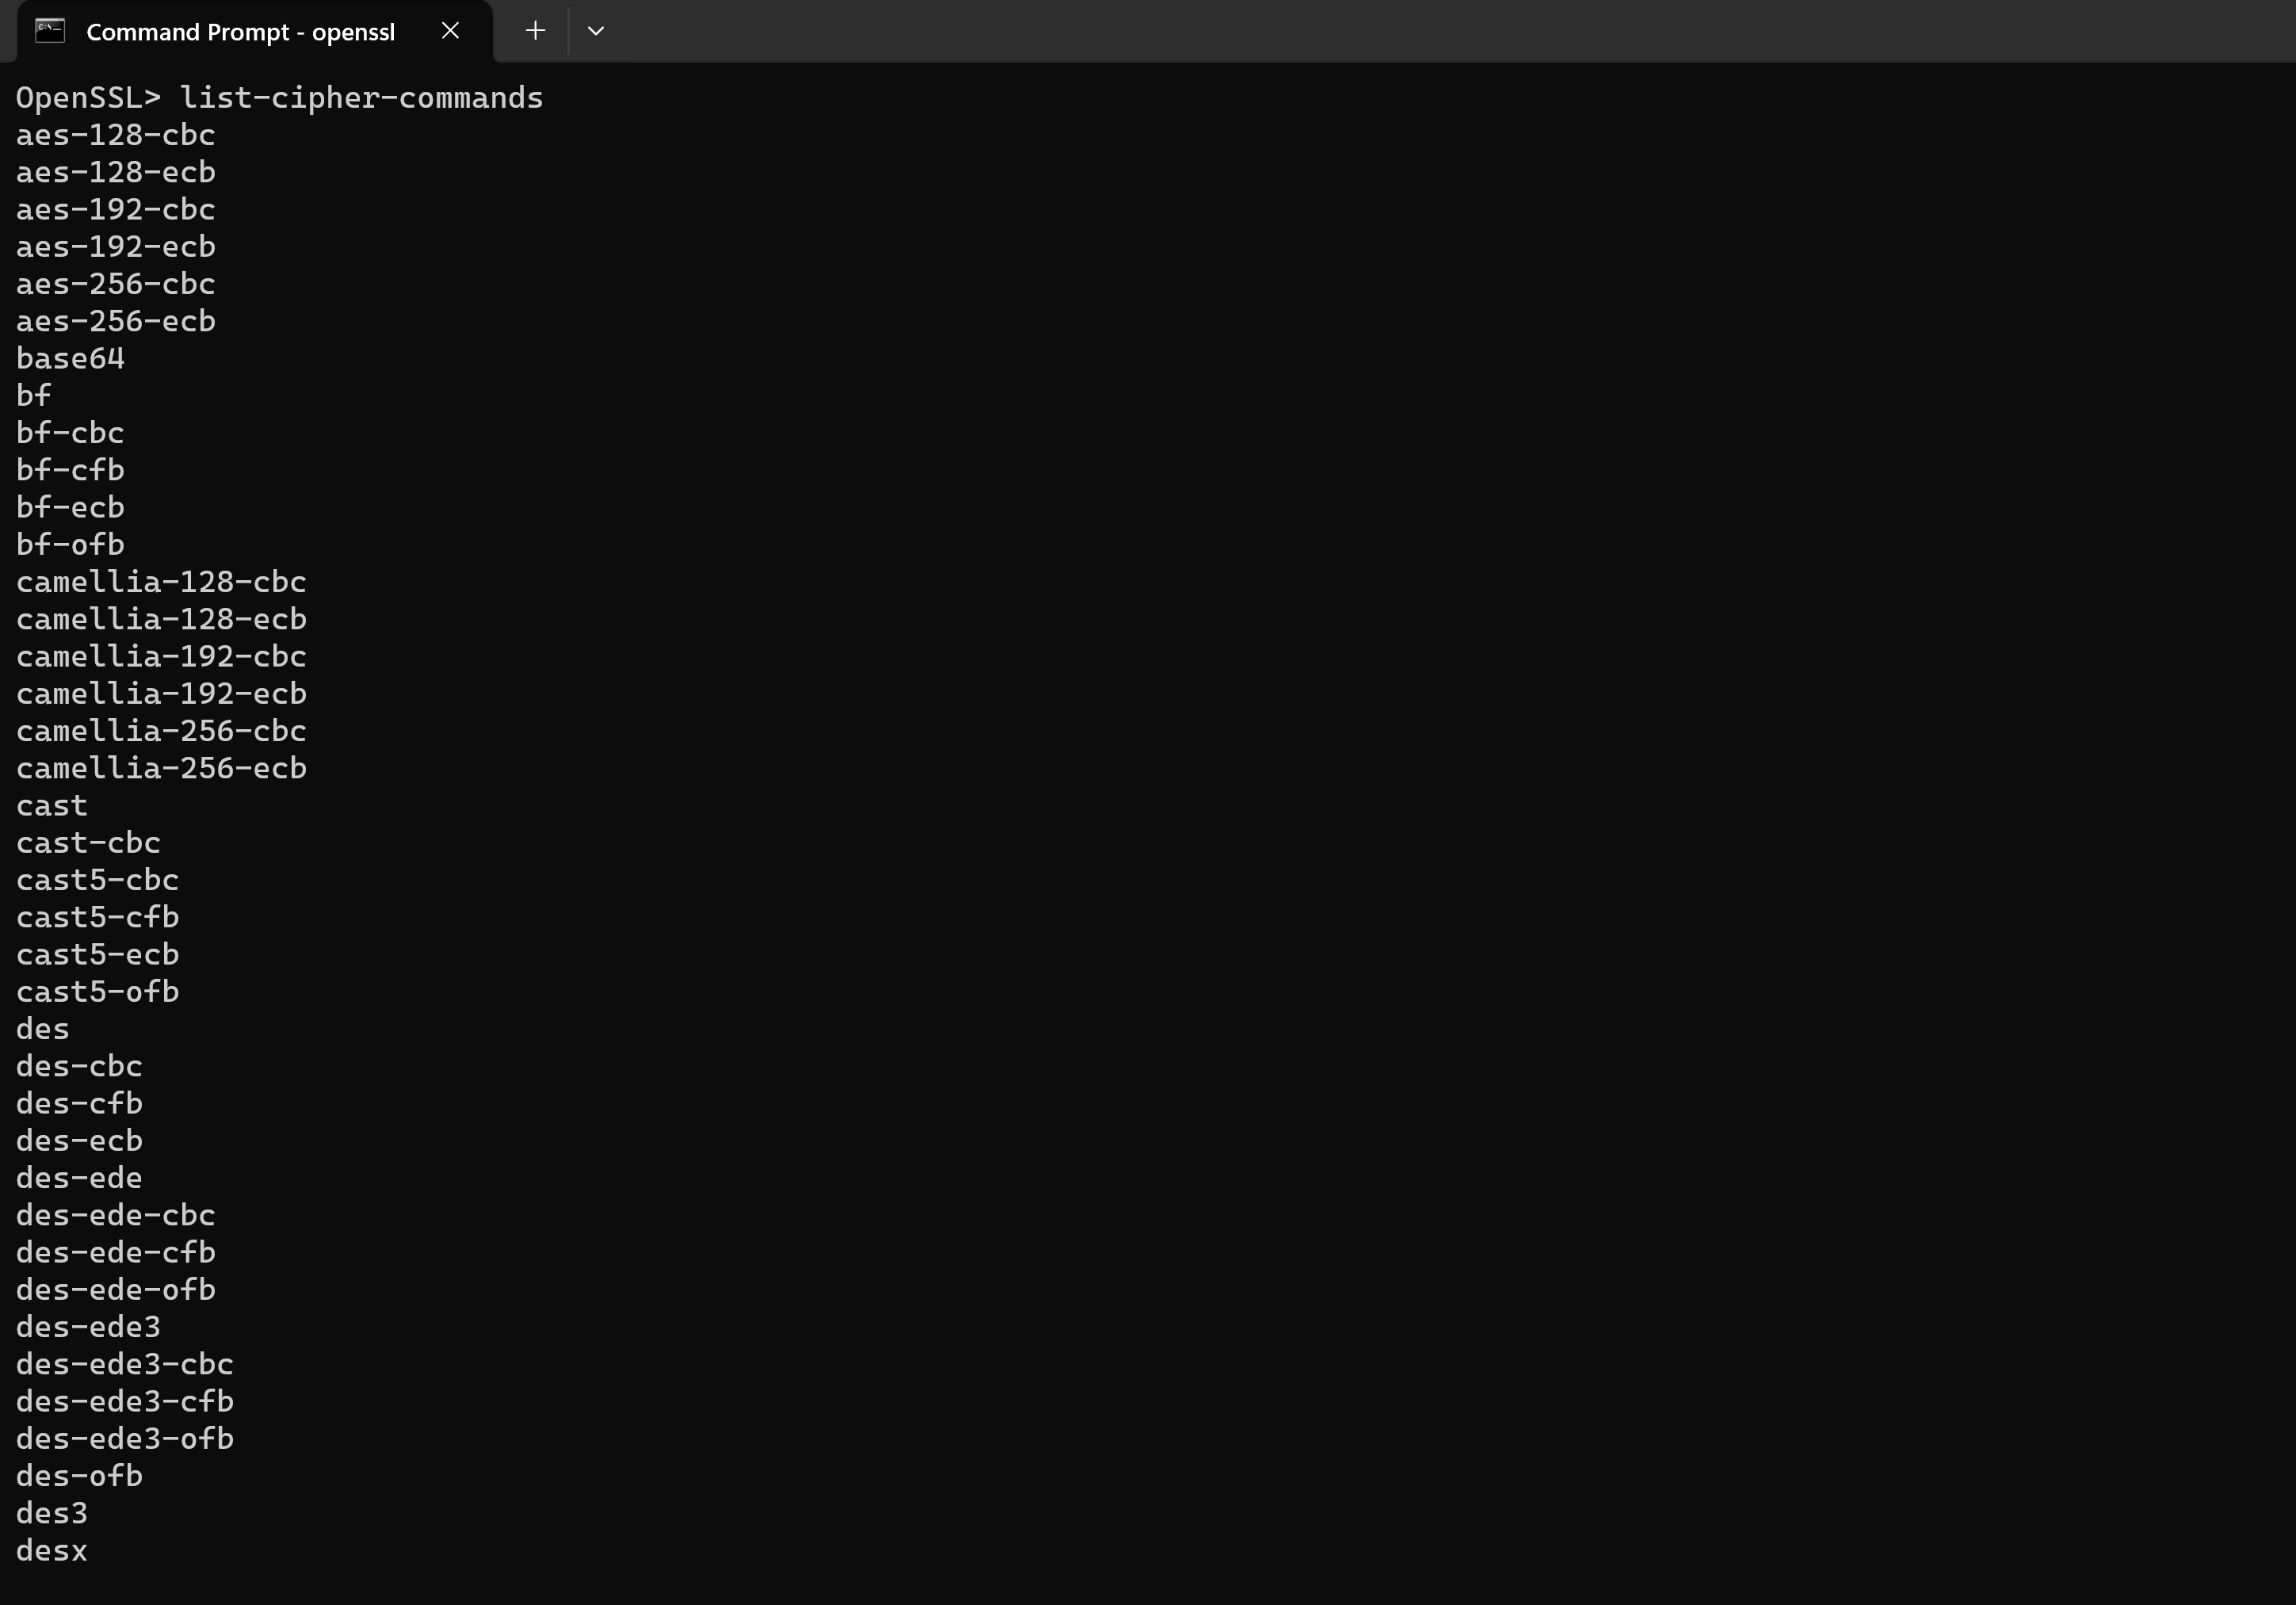 Command Prompt - openssl
OpenSSL> list-cipher-commands
aes-128-cbc
aes-128-ecb
aes-192-cbc
aes-192-ecb
aes-256-cbc
aes-256-ecb
base64
bf
bf-cbc
bf-cfb
bf-ecb
bf-ofb
camellia-128-cbc
camellia-128-ecb
camellia-192-cbc
camellia-192-ecb
camellia-256-cbc
camellia-256-ecb
cast
cast-cbc
cast5-cbc
cast5-cfb
cast5-ecb
cast5-ofb
des
des-cbc
des-cfb
des-ecb
des-ede
des-ede-cbc
des-ede-cfb
des-ede-ofb
des-ede3
des-ede3-cbc
des-ede3-cfb
des-ede3-ofb
des-ofb
des3
desx